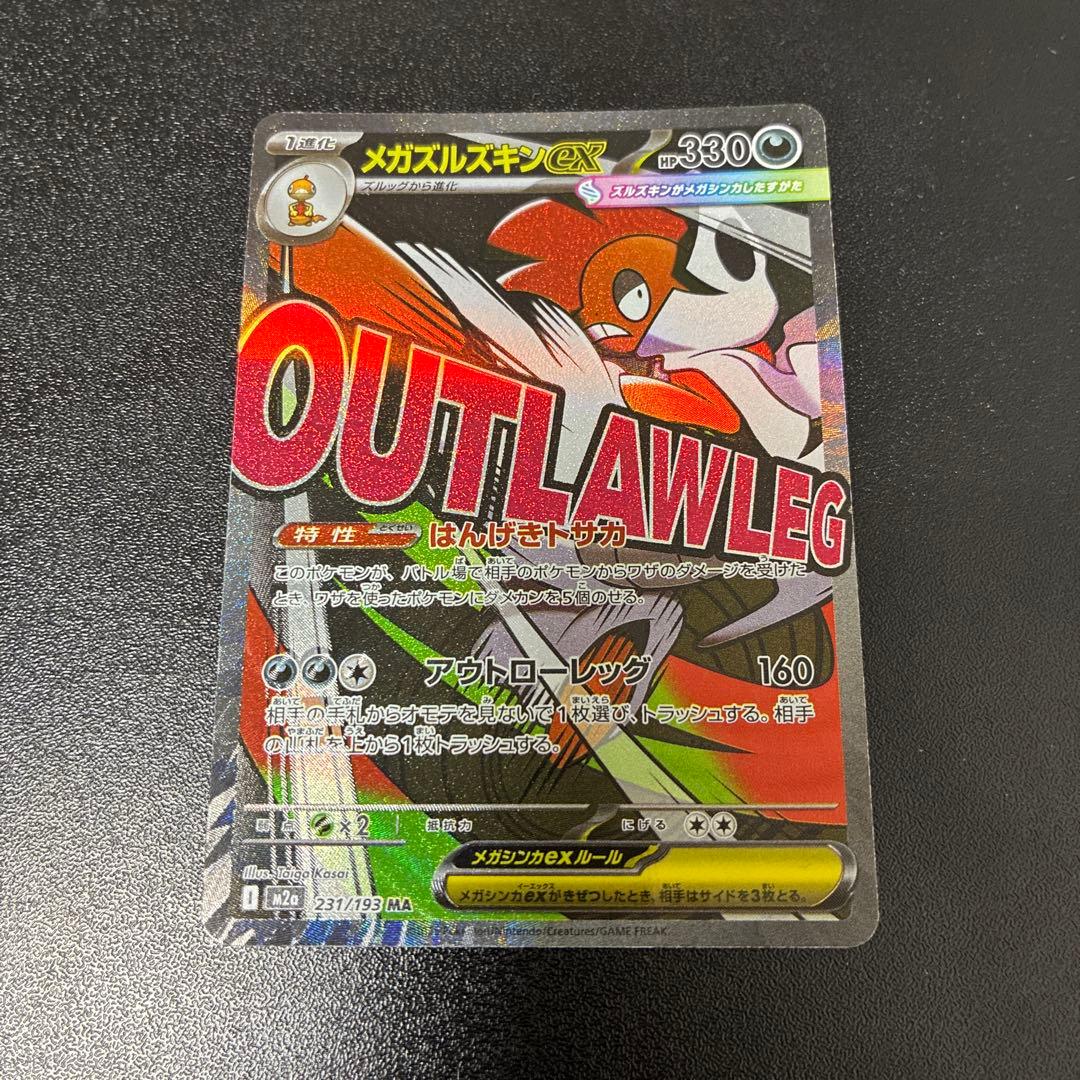 1進化
メガズルズキンex
HP330
ズルッグから進化
ズルズキンがメガシンカしたすがた
OUTLAWLEG
特性 とくせい はんげきトサカ
このポケモンが、バトル場で相手のポケモンからワザのダメージを受けた
とき、ワザを使ったポケモンにダメカンを5個のせる。
アウトローレッグ 160
相手の手札からオモテを見ないで1枚選び、トラッシュする。相手
の山札を上から1枚トラッシュする。
弱点 ×2 抵抗力 にげる
メガシンカexルール
メガシンカexがきぜつしたとき、相手はサイドを3枚とる。
Illus. Taiga Kasai
I M2a 231/193 MA
/Nintendo/Creatures/GAME FREAK.